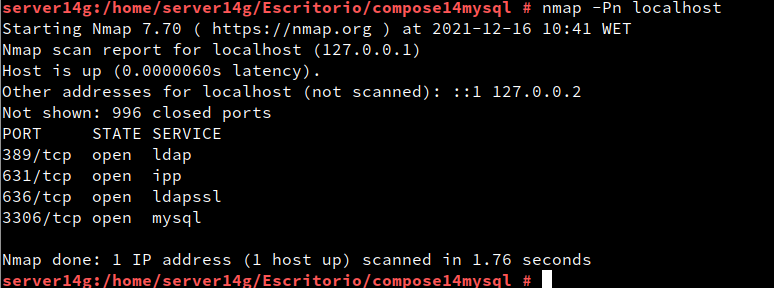 server14g:/home/server14g/Escritorio/compose14mysql # nmap -Pn localhost
Starting Nmap 7.70 ( https://nmap.org ) at 2021-12-16 10:41 WET
Nmap scan report for localhost (127.0.0.1)
Host is up (0.0000060s latency).
Other addresses for localhost (not scanned): ::1 127.0.0.2
Not shown: 996 closed ports
PORT     STATE SERVICE
389/tcp  open  ldap
631/tcp  open  ipp
636/tcp  open  ldapssl
3306/tcp open  mysql

Nmap done: 1 IP address (1 host up) scanned in 1.76 seconds
server14g:/home/server14g/Escritorio/compose14mysql #